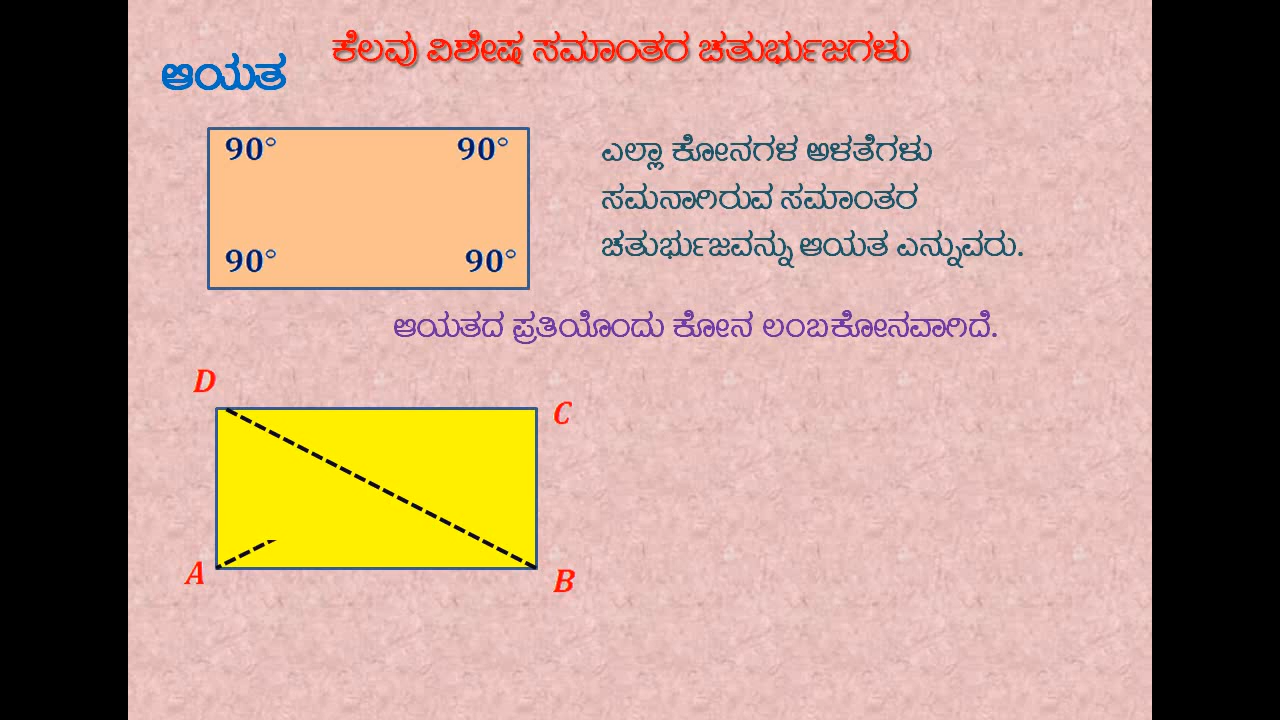 ಕೆಲವು ವಿಶೇಷ ಸಮಾಂತರ ಚತುರ್ಭುಜಗಳು
ಆಯತ
90° 90°
90° 90°
ಎಲ್ಲಾ ಕೋನಗಳ ಅಳತೆಗಳು
ಸಮನಾಗಿರುವ ಸಮಾಂತರ
ಚತುರ್ಭುಜವನ್ನು ಆಯತ ಎನ್ನುವರು.
ಆಯತದ ಪ್ರತಿಯೊಂದು ಕೋನ ಲಂಬಕೋನವಾಗಿದೆ.
D
C
A
B